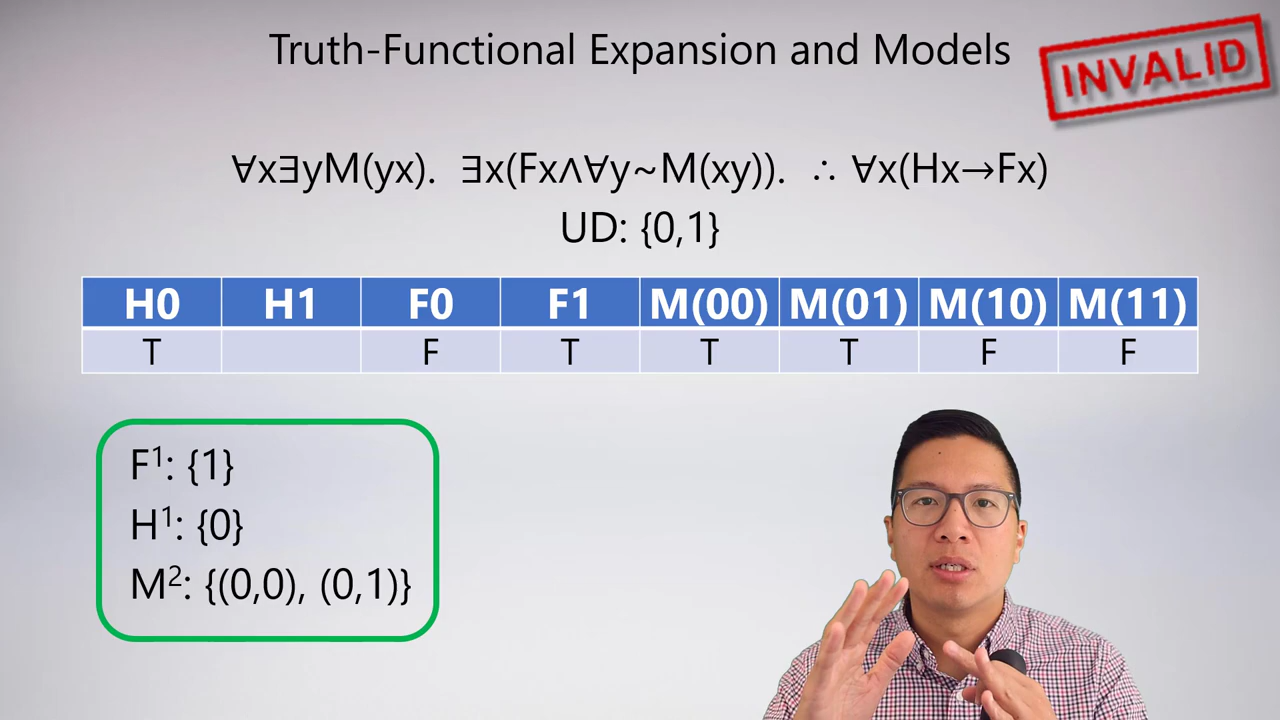 Truth-Functional Expansion and Models
INVALID
∀x∃yM(yx). ∃x(Fx∧∀y~M(xy)). ∴ ∀x(Hx→Fx)
UD: {0,1}
H0 H1 F0 F1 M(00) M(01) M(10) M(11)
T F T T T F F
F¹: {1}
H¹: {0}
M²: {(0,0), (0,1)}